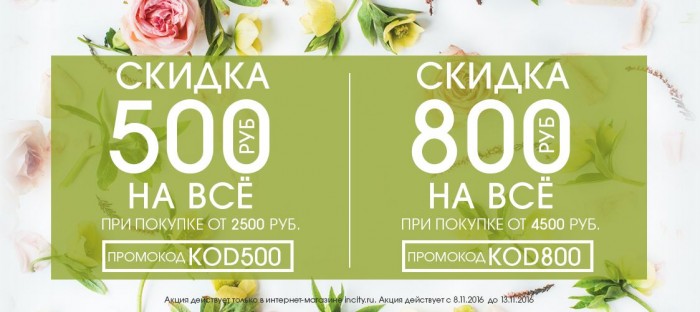 СКИДКА
500 РУБ
НА ВСЁ
ПРИ ПОКУПКЕ ОТ 2500 РУБ.
ПРОМОКОД KOD500
СКИДКА
800 РУБ
НА ВСЁ
ПРИ ПОКУПКЕ ОТ 4500 РУБ.
ПРОМОКОД KOD800
Акция действует только в интернет-магазине incity.ru. Акция действует с 8.11.2016 до 13.11.2016